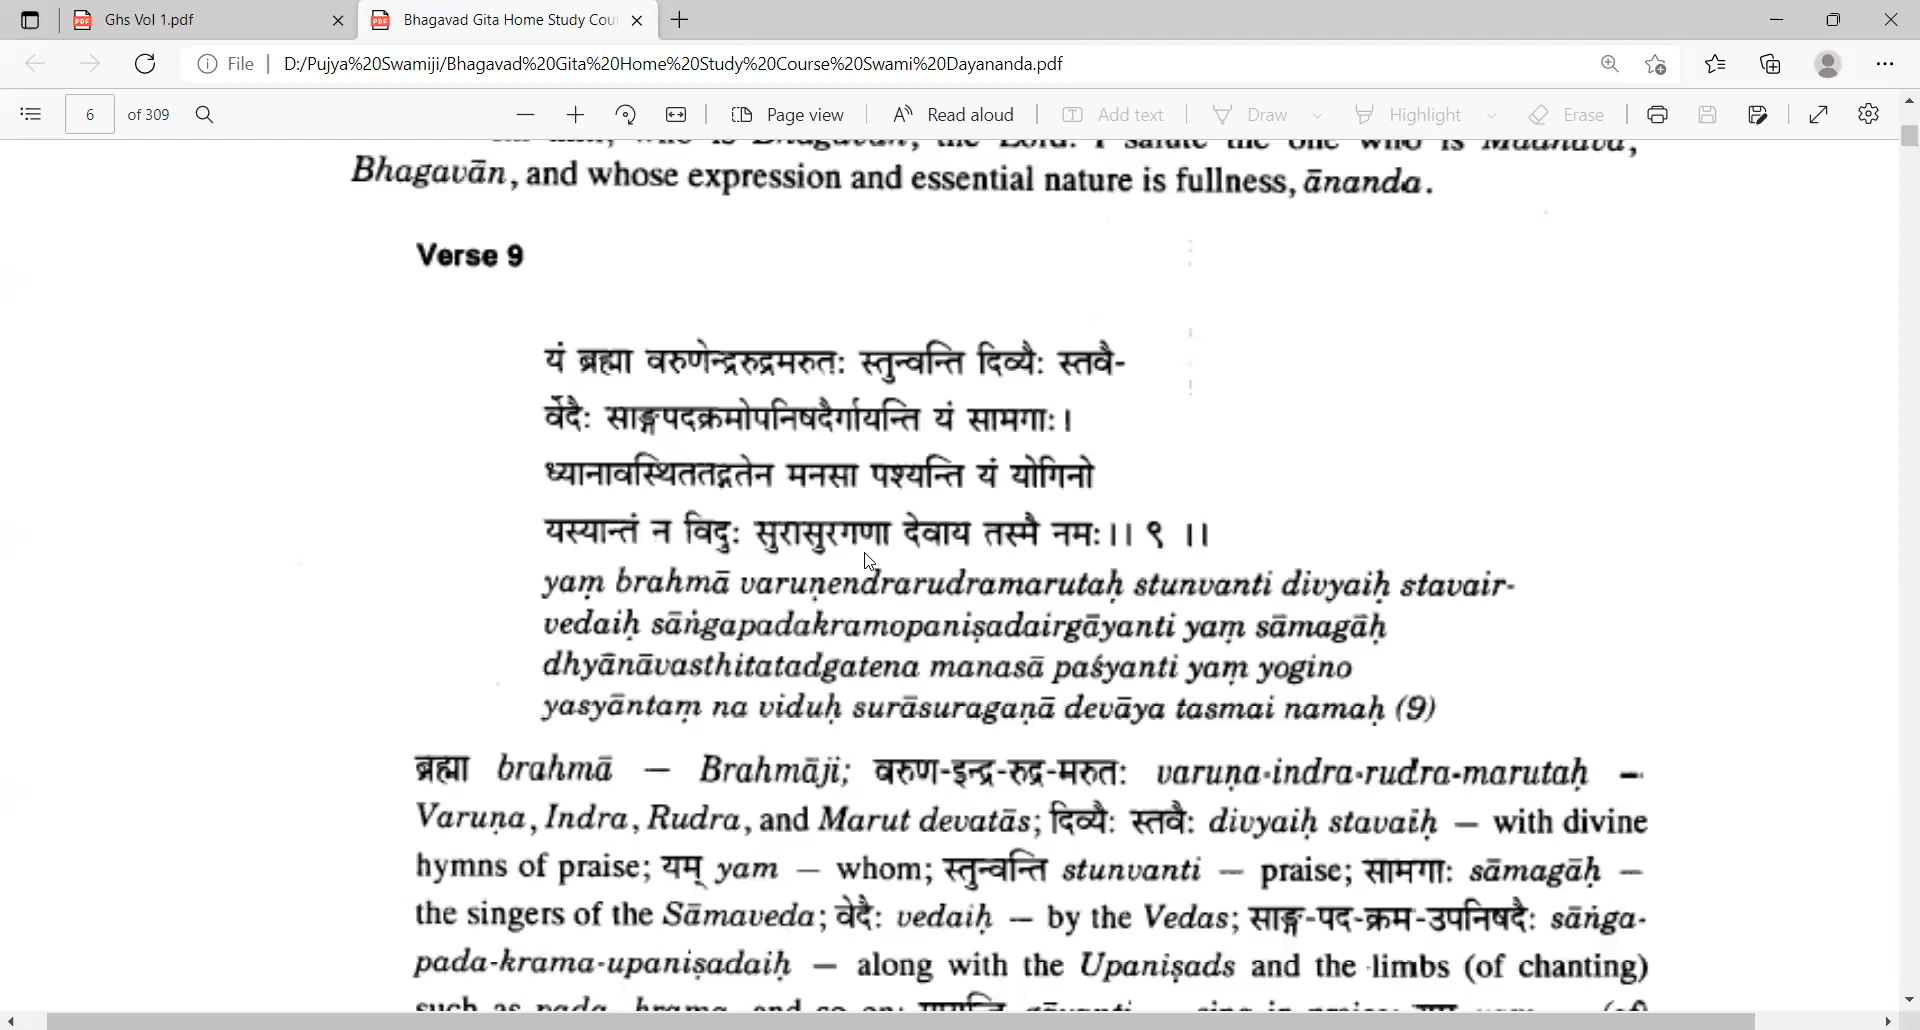 Ghs Vol 1.pdf
Bhagavad Gita Home Study Cou
File D:/Pujya%20Swamiji/Bhagavad%20Gita%20Home%20Study%20Course%20Swami%20Dayananda.pdf
6 of 309 Page view Read aloud Add text Draw Highlight Erase
Bhagavān, and whose expression and essential nature is fullness, ānanda.
Verse 9
यं ब्रह्मा वरुणेन्द्ररुद्रमरुतः स्तुन्वन्ति दिव्यैः स्तवै-
र्वेदैः साङ्गपदक्रमोपनिषदैर्गायन्ति यं सामगाः।
ध्यानावस्थिततद्गतेन मनसा पश्यन्ति यं योगिनो
यस्यान्तं न विदुः सुरासुरगणा देवाय तस्मै नमः।। ९ ।।
yaṃ brahmā varuṇendrarudramarutaḥ stunvanti divyaiḥ stavair-
vedaiḥ sāṅgapadakramopaniṣadairgāyanti yaṃ sāmagāḥ
dhyānāvasthitatadgatena manasā paśyanti yaṃ yogino
yasyāntaṃ na viduḥ surāsuragaṇā devāya tasmai namaḥ (9)
ब्रह्मा brahmā — Brahmāji; वरुण-इन्द्र-रुद्र-मरुतः varuṇa-indra-rudra-marutaḥ —
Varuṇa, Indra, Rudra, and Marut devatās; दिव्यैः स्तवैः divyaiḥ stavaiḥ — with divine
hymns of praise; यम् yam — whom; स्तुन्वन्ति stunvanti — praise; सामगाः sāmagāḥ —
the singers of the Sāmaveda; वेदैः vedaiḥ — by the Vedas; साङ्ग-पद-क्रम-उपनिषदैः sāṅga-
pada-krama-upaniṣadaiḥ — along with the Upaniṣads and the limbs (of chanting)